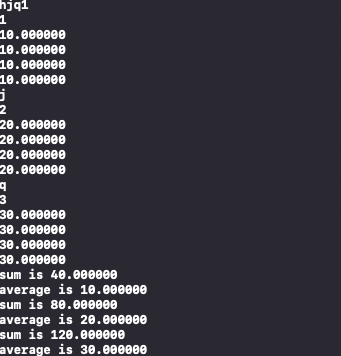 hjq1
1
10.000000
10.000000
10.000000
10.000000
j
2
20.000000
20.000000
20.000000
20.000000
q
3
30.000000
30.000000
30.000000
30.000000
sum is 40.000000
average is 10.000000
sum is 80.000000
average is 20.000000
sum is 120.000000
average is 30.000000